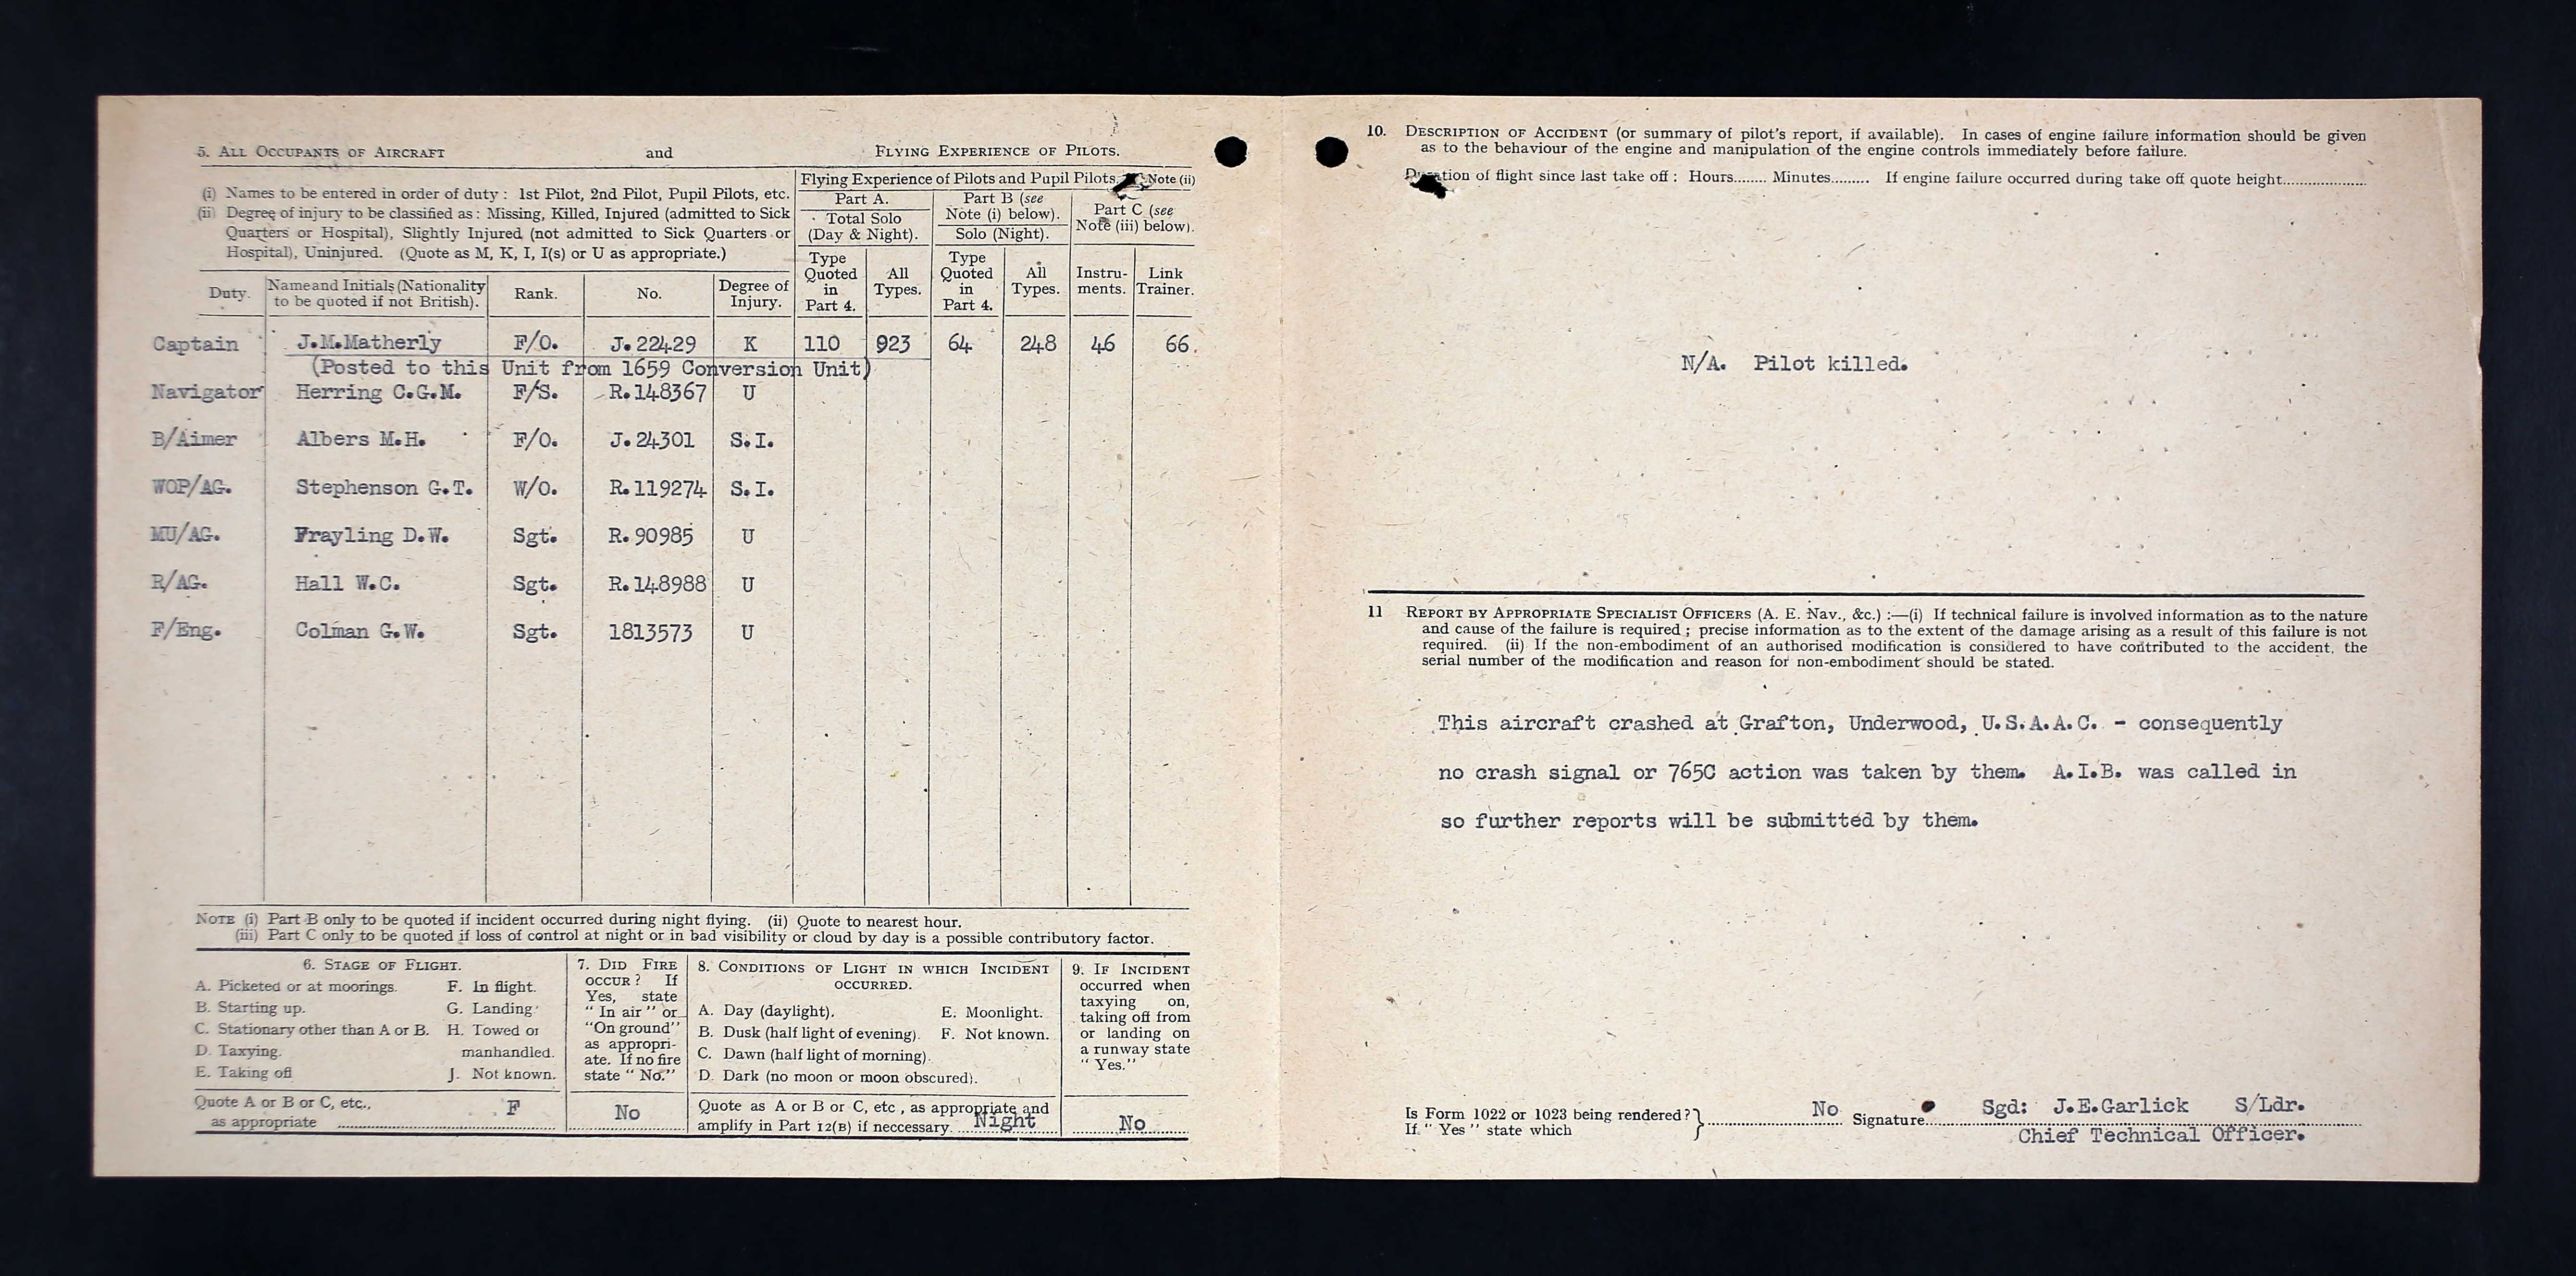 5. ALL OCCUPANTS OF AIRCRAFT and FLYING EXPERIENCE OF PILOTS.
(i) Names to be entered in order of duty : 1st Pilot, 2nd Pilot, Pupil Pilots, etc.
(ii) Degree of injury to be classified as : Missing, Killed, Injured (admitted to Sick
Quarters or Hospital), Slightly Injured (not admitted to Sick Quarters or
Hospital), Uninjured. (Quote as M, K, I, I(s) or U as appropriate.)
Flying Experience of Pilots and Pupil Pilots. Note (ii)
Part A.
Total Solo
(Day & Night).
Part B (see
Note (i) below).
Solo (Night).
Part C (see
Note (iii) below).
Duty.
Name and Initials (Nationality
to be quoted if not British).
Rank.
No.
Degree of
Injury.
Type
Quoted
in
Part 4.
All
Types.
Type
Quoted
in
Part 4.
All
Types.
Instru-
ments.
Link
Trainer.
Captain J.M.Matherly F/O. J.22429 K 110 923 64 248 46 66.
(Posted to this Unit from 1659 Conversion Unit)
Navigator Herring C.G.M. F/S. R.148367 U
B/Aimer Albers M.H. F/O. J.24301 S.I.
WOP/AG. Stephenson G.T. W/O. R.119274 S.I.
MU/AG. Frayling D.W. Sgt. R.90985 U
R/AG. Hall W.C. Sgt. R.148988 U
F/Eng. Colman G.W. Sgt. 1813573 U
NOTE (i) Part B only to be quoted if incident occurred during night flying. (ii) Quote to nearest hour.
(iii) Part C only to be quoted if loss of control at night or in bad visibility or cloud by day is a possible contributory factor.
6. STAGE OF FLIGHT.
A. Picketed or at moorings. F. In flight.
B. Starting up. G. Landing
C. Stationary other than A or B. H. Towed or
D. Taxying. manhandled.
E. Taking off J. Not known.
Quote A or B or C, etc., F
as appropriate
7. DID FIRE
OCCUR ? If
Yes, state
" In air " or
"On ground"
as appropri-
ate. If no fire
state " No."
No
8. CONDITIONS OF LIGHT IN WHICH INCIDENT
OCCURRED.
A. Day (daylight). E. Moonlight.
B. Dusk (half light of evening). F. Not known.
C. Dawn (half light of morning).
D. Dark (no moon or moon obscured).
Quote as A or B or C, etc , as appropriate and
amplify in Part 12(B) if neccessary. Night
9. IF INCIDENT
occurred when
taxying on,
taking off from
or landing on
a runway state
" Yes."
No
10. DESCRIPTION OF ACCIDENT (or summary of pilot's report, if available). In cases of engine failure information should be given
as to the behaviour of the engine and manipulation of the engine controls immediately before failure.
Duration of flight since last take off : Hours........ Minutes......... If engine failure occurred during take off quote height....................
N/A. Pilot killed.
11 REPORT BY APPROPRIATE SPECIALIST OFFICERS (A. E. Nav., &c.) :—(i) If technical failure is involved information as to the nature
and cause of the failure is required ; precise information as to the extent of the damage arising as a result of this failure is not
required. (ii) If the non-embodiment of an authorised modification is considered to have contributed to the accident, the
serial number of the modification and reason for non-embodiment should be stated.
This aircraft crashed at Grafton, Underwood, U.S.A.A.C. - consequently
no crash signal or 765C action was taken by them. A.I.B. was called in
so further reports will be submitted by them.
Is Form 1022 or 1023 being rendered ? } No Signature Sgd: J.E.Garlick S/Ldr.
If " Yes " state which
Chief Technical Officer.